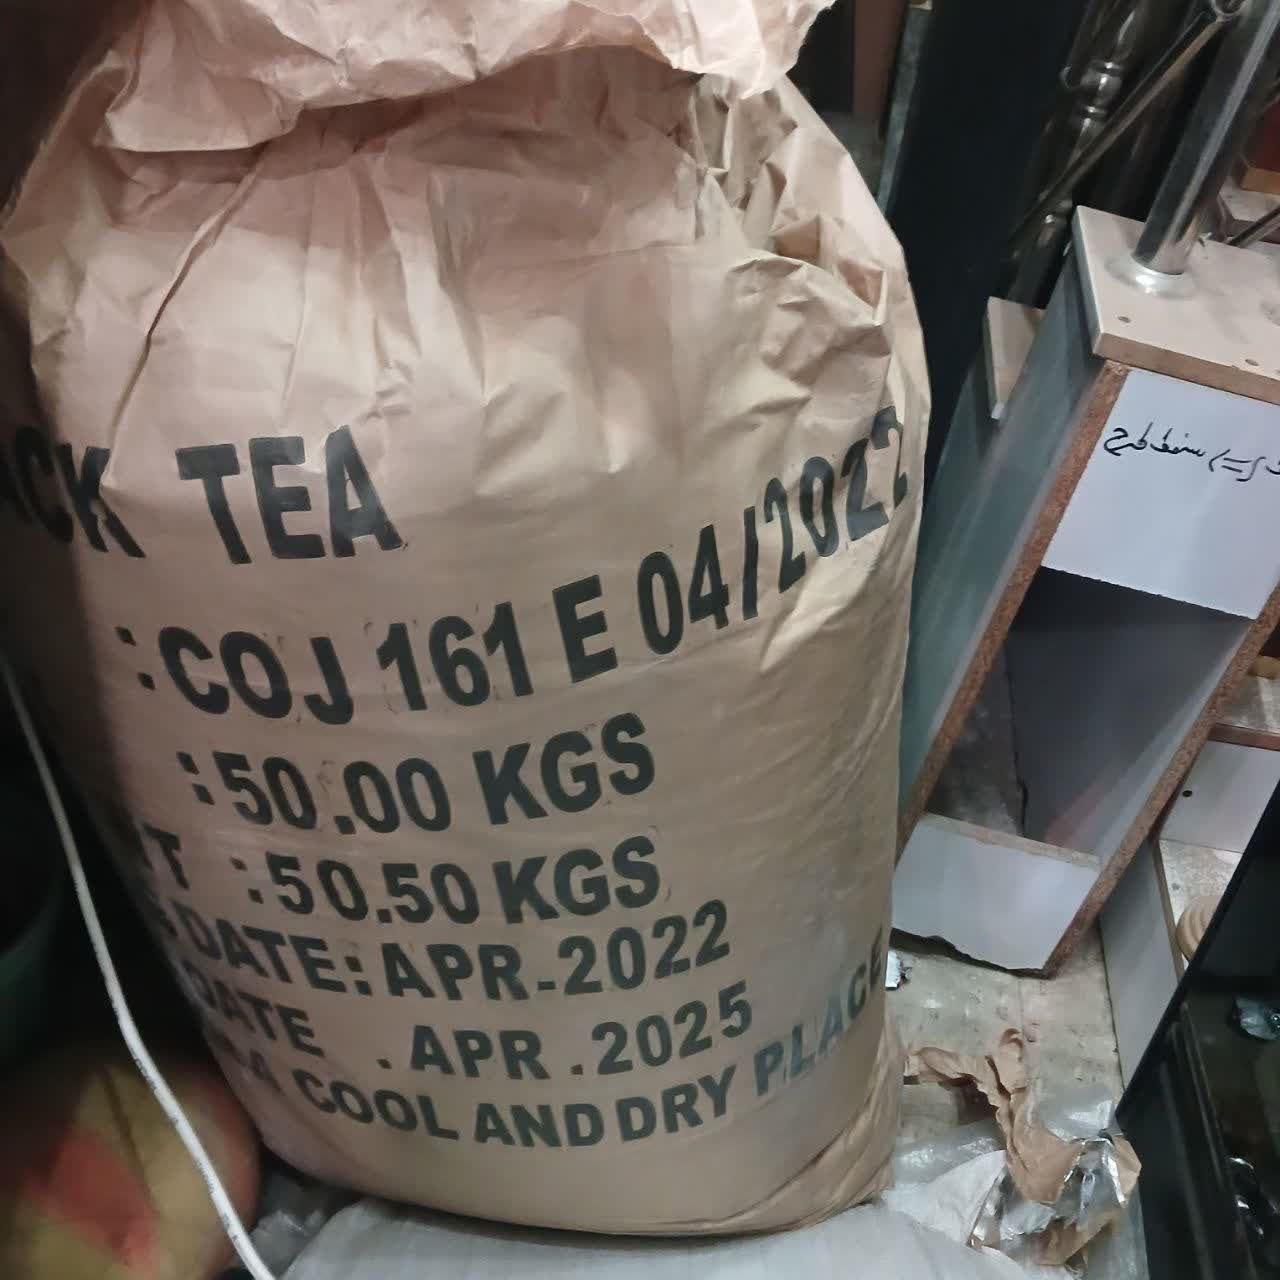 ACK TEA
: COJ 161 E 04/2022
: 50.00 KGS
T : 50.50 KGS
DATE: APR-2022
DATE . APR . 2025
A COOL AND DRY PLACE